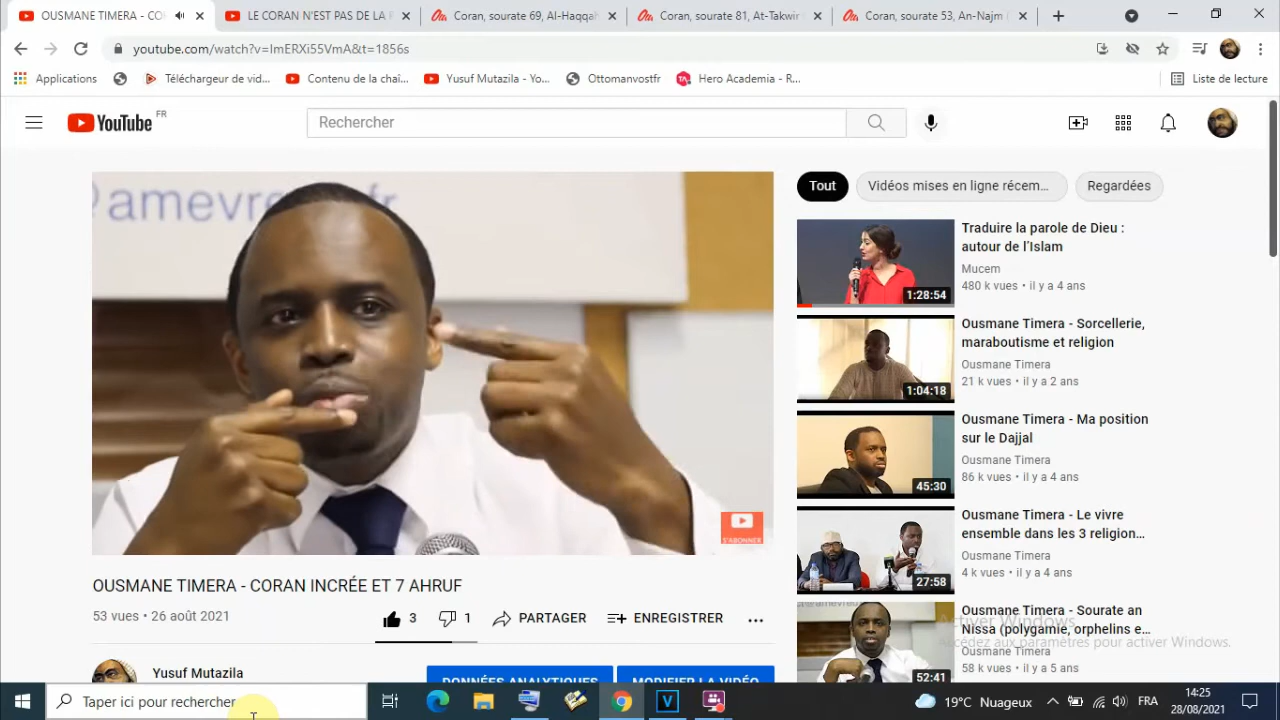 OUSMANE TIMERA - COR
LE CORAN N'EST PAS DE LA P
Coran, sourate 69, Al-Haqqah
Coran, sourate 81, At-Takwir
Coran, sourate 53, An-Najm
youtube.com/watch?v=ImERXi55VmA&t=1856s
Applications
Téléchargeur de vid...
Contenu de la chaî...
Yusuf Mutazila - Yo...
Ottomanvostfr
Hero Academia - R...
Liste de lecture
YouTube FR
Rechercher
@amevre
fr
S'ABONNER
Tout
Vidéos mises en ligne récem...
Regardées
Traduire la parole de Dieu :
autour de l'Islam
Mucem
480 k vues • il y a 4 ans
1:28:54
Ousmane Timera - Sorcellerie,
maraboutisme et religion
Ousmane Timera
21 k vues • il y a 2 ans
1:04:18
Ousmane Timera - Ma position
sur le Dajjal
Ousmane Timera
86 k vues • il y a 4 ans
45:30
Ousmane Timera - Le vivre
ensemble dans les 3 religion...
Ousmane Timera
4 k vues • il y a 4 ans
27:58
Ousmane Timera - Sourate an
Nissa (polygamie, orphelins e...
Ousmane Timera
58 k vues • il y a 5 ans
52:41
Activer Windows
Accédez aux paramètres pour activer Windows.
OUSMANE TIMERA - CORAN INCRÉE ET 7 AHRUF
53 vues • 26 août 2021
3
1
PARTAGER
ENREGISTRER
Yusuf Mutazila
DONNÉES ANALYTIQUES
MODIFIER LA VIDÉO
Taper ici pour rechercher
19°C Nuageux
FRA
14:25
28/08/2021